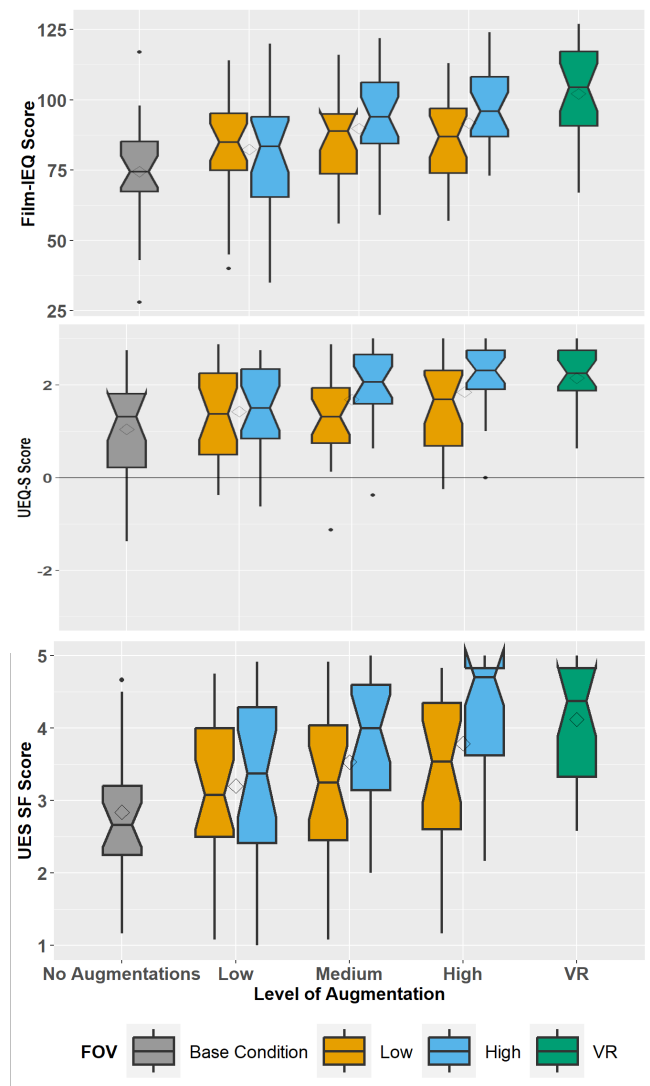 125
100
75
50
25
Film-IEQ Score
2
0
-2
UEQ-S Score
5
4
3
2
1
UES SF Score
No Augmentations Low Medium High VR
Level of Augmentation
FOV Base Condition Low High VR